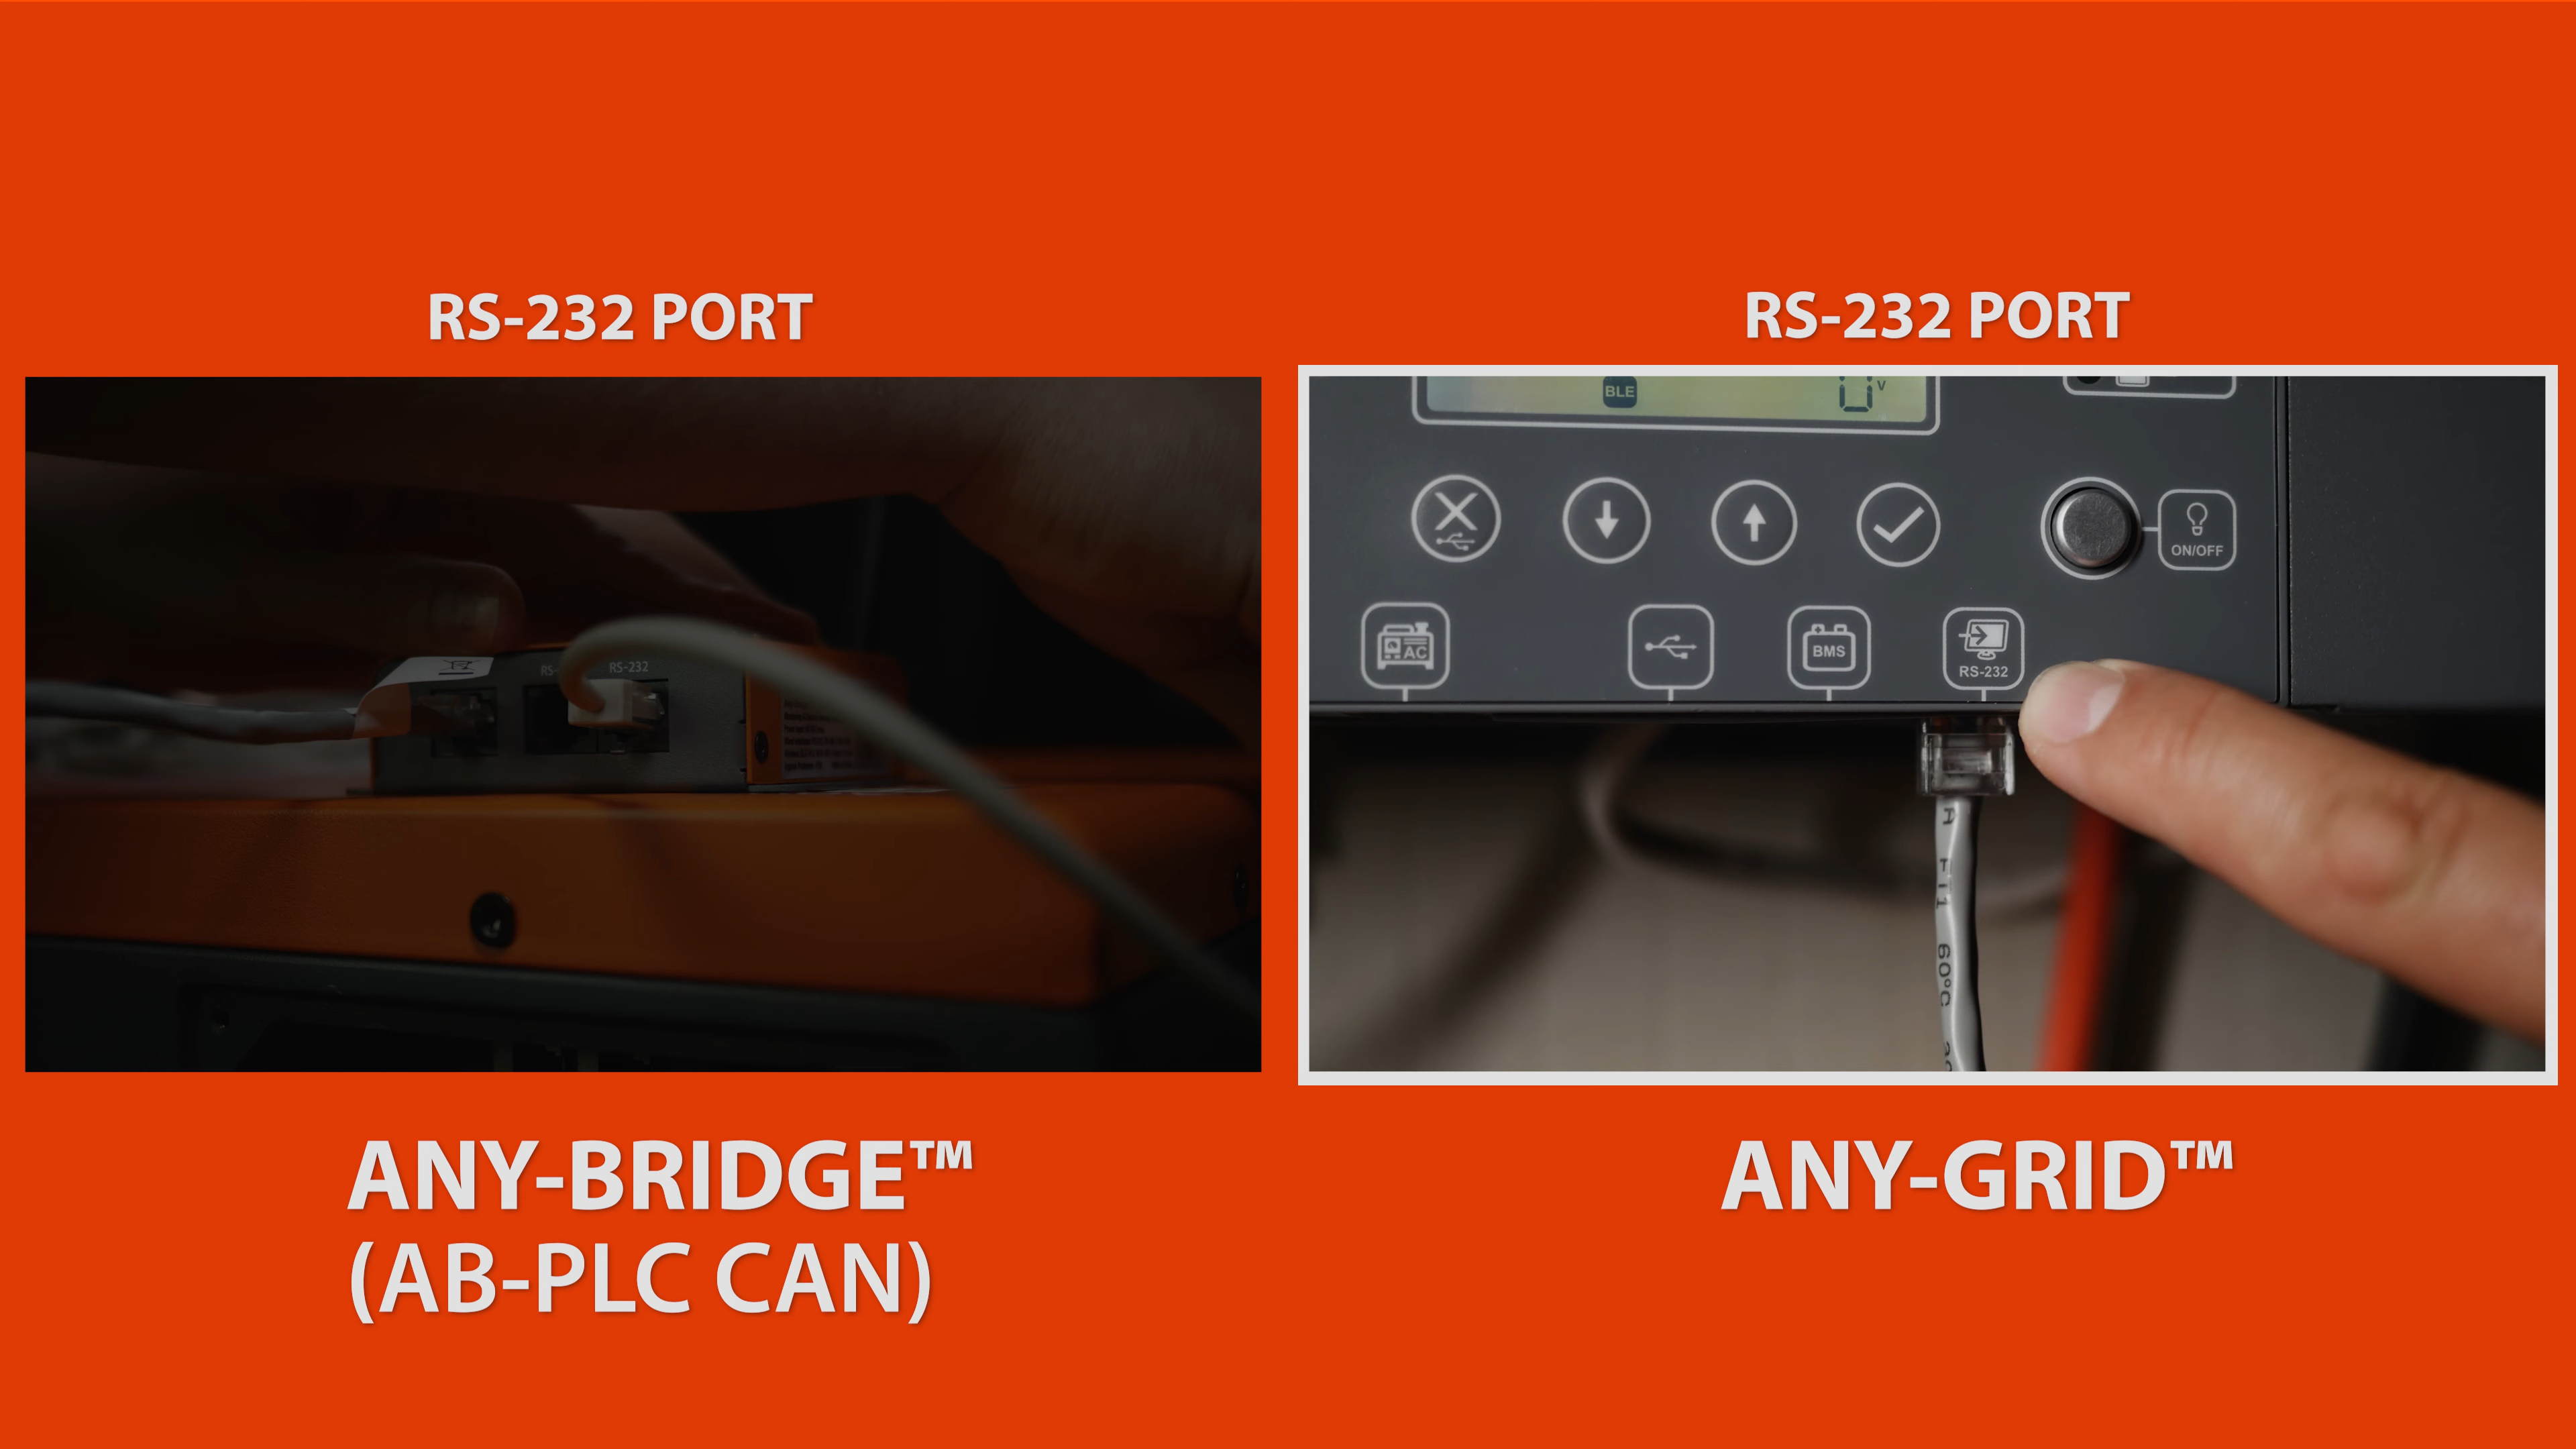 RS-232 PORT
RS-232
ANY-BRIDGE™
(AB-PLC CAN)
RS-232 PORT
BLE
V
ON/OFF
AC
BMS
RS-232
60°C
ANY-GRID™